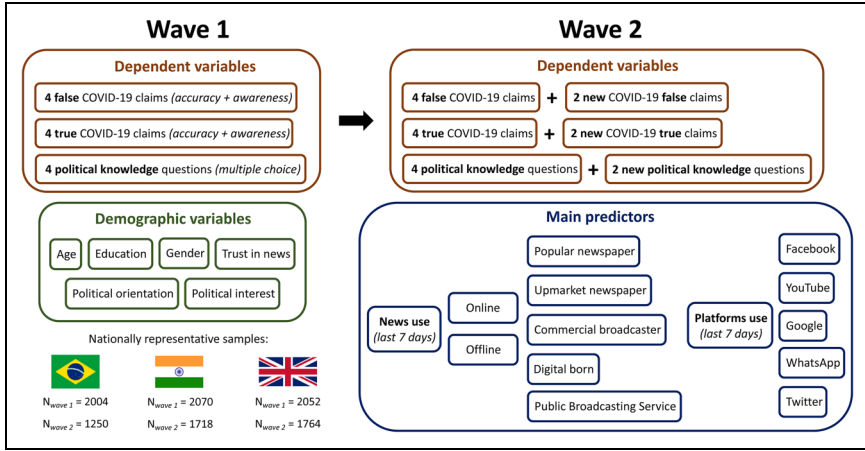 Wave 1
Dependent variables
4 false COVID-19 claims (accuracy + awareness)
4 true COVID-19 claims (accuracy + awareness)
4 political knowledge questions (multiple choice)
Demographic variables
Age
Education
Gender
Trust in news
Political orientation
Political interest
Nationally representative samples:
N wave 1 = 2004
N wave 1 = 2070
N wave 1 = 2052
N wave 2 = 1250
N wave 2 = 1718
N wave 2 = 1764
Wave 2
Dependent variables
4 false COVID-19 claims + 2 new COVID-19 false claims
4 true COVID-19 claims + 2 new COVID-19 true claims
4 political knowledge questions + 2 new political knowledge questions
Main predictors
News use
(last 7 days)
Online
Offline
Popular newspaper
Upmarket newspaper
Commercial broadcaster
Digital born
Public Broadcasting Service
Platforms use
(last 7 days)
Facebook
YouTube
Google
WhatsApp
Twitter